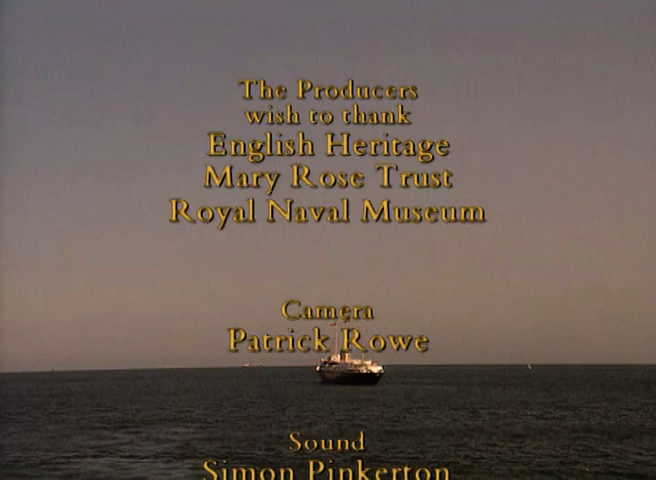 The Producers
wish to thank
English Heritage
Mary Rose Trust
Royal Naval Museum
Camera
Patrick Rowe
Sound
Simon Pinkerton